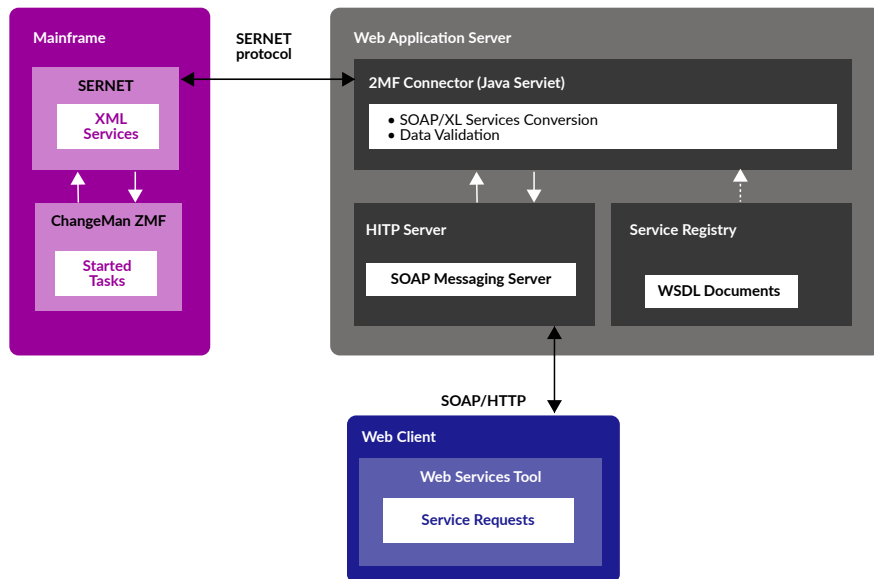 Mainframe
SERNET
XML
Services
ChangeMan ZMF
Started
Tasks
SERNET
protocol
Web Application Server
2MF Connector (Java Serviet)
• SOAP/XL Services Conversion
• Data Validation
HITP Server
SOAP Messaging Server
Service Registry
WSDL Documents
SOAP/HTTP
Web Client
Web Services Tool
Service Requests